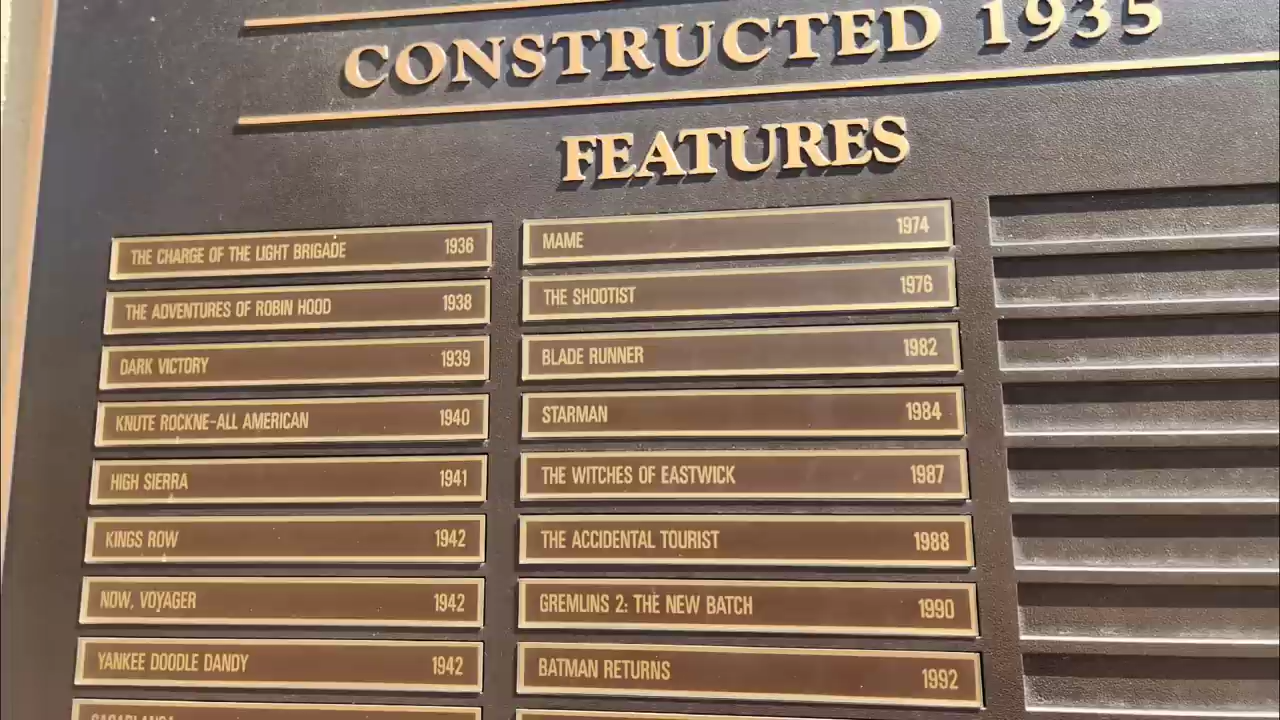 CONSTRUCTED 1935
FEATURES
THE CHARGE OF THE LIGHT BRIGADE 1936
THE ADVENTURES OF ROBIN HOOD 1938
DARK VICTORY 1939
KNUTE ROCKNE-ALL AMERICAN 1940
HIGH SIERRA 1941
KINGS ROW 1942
NOW, VOYAGER 1942
YANKEE DOODLE DANDY 1942
MAME 1974
THE SHOOTIST 1976
BLADE RUNNER 1982
STARMAN 1984
THE WITCHES OF EASTWICK 1987
THE ACCIDENTAL TOURIST 1988
GREMLINS 2: THE NEW BATCH 1990
BATMAN RETURNS 1992